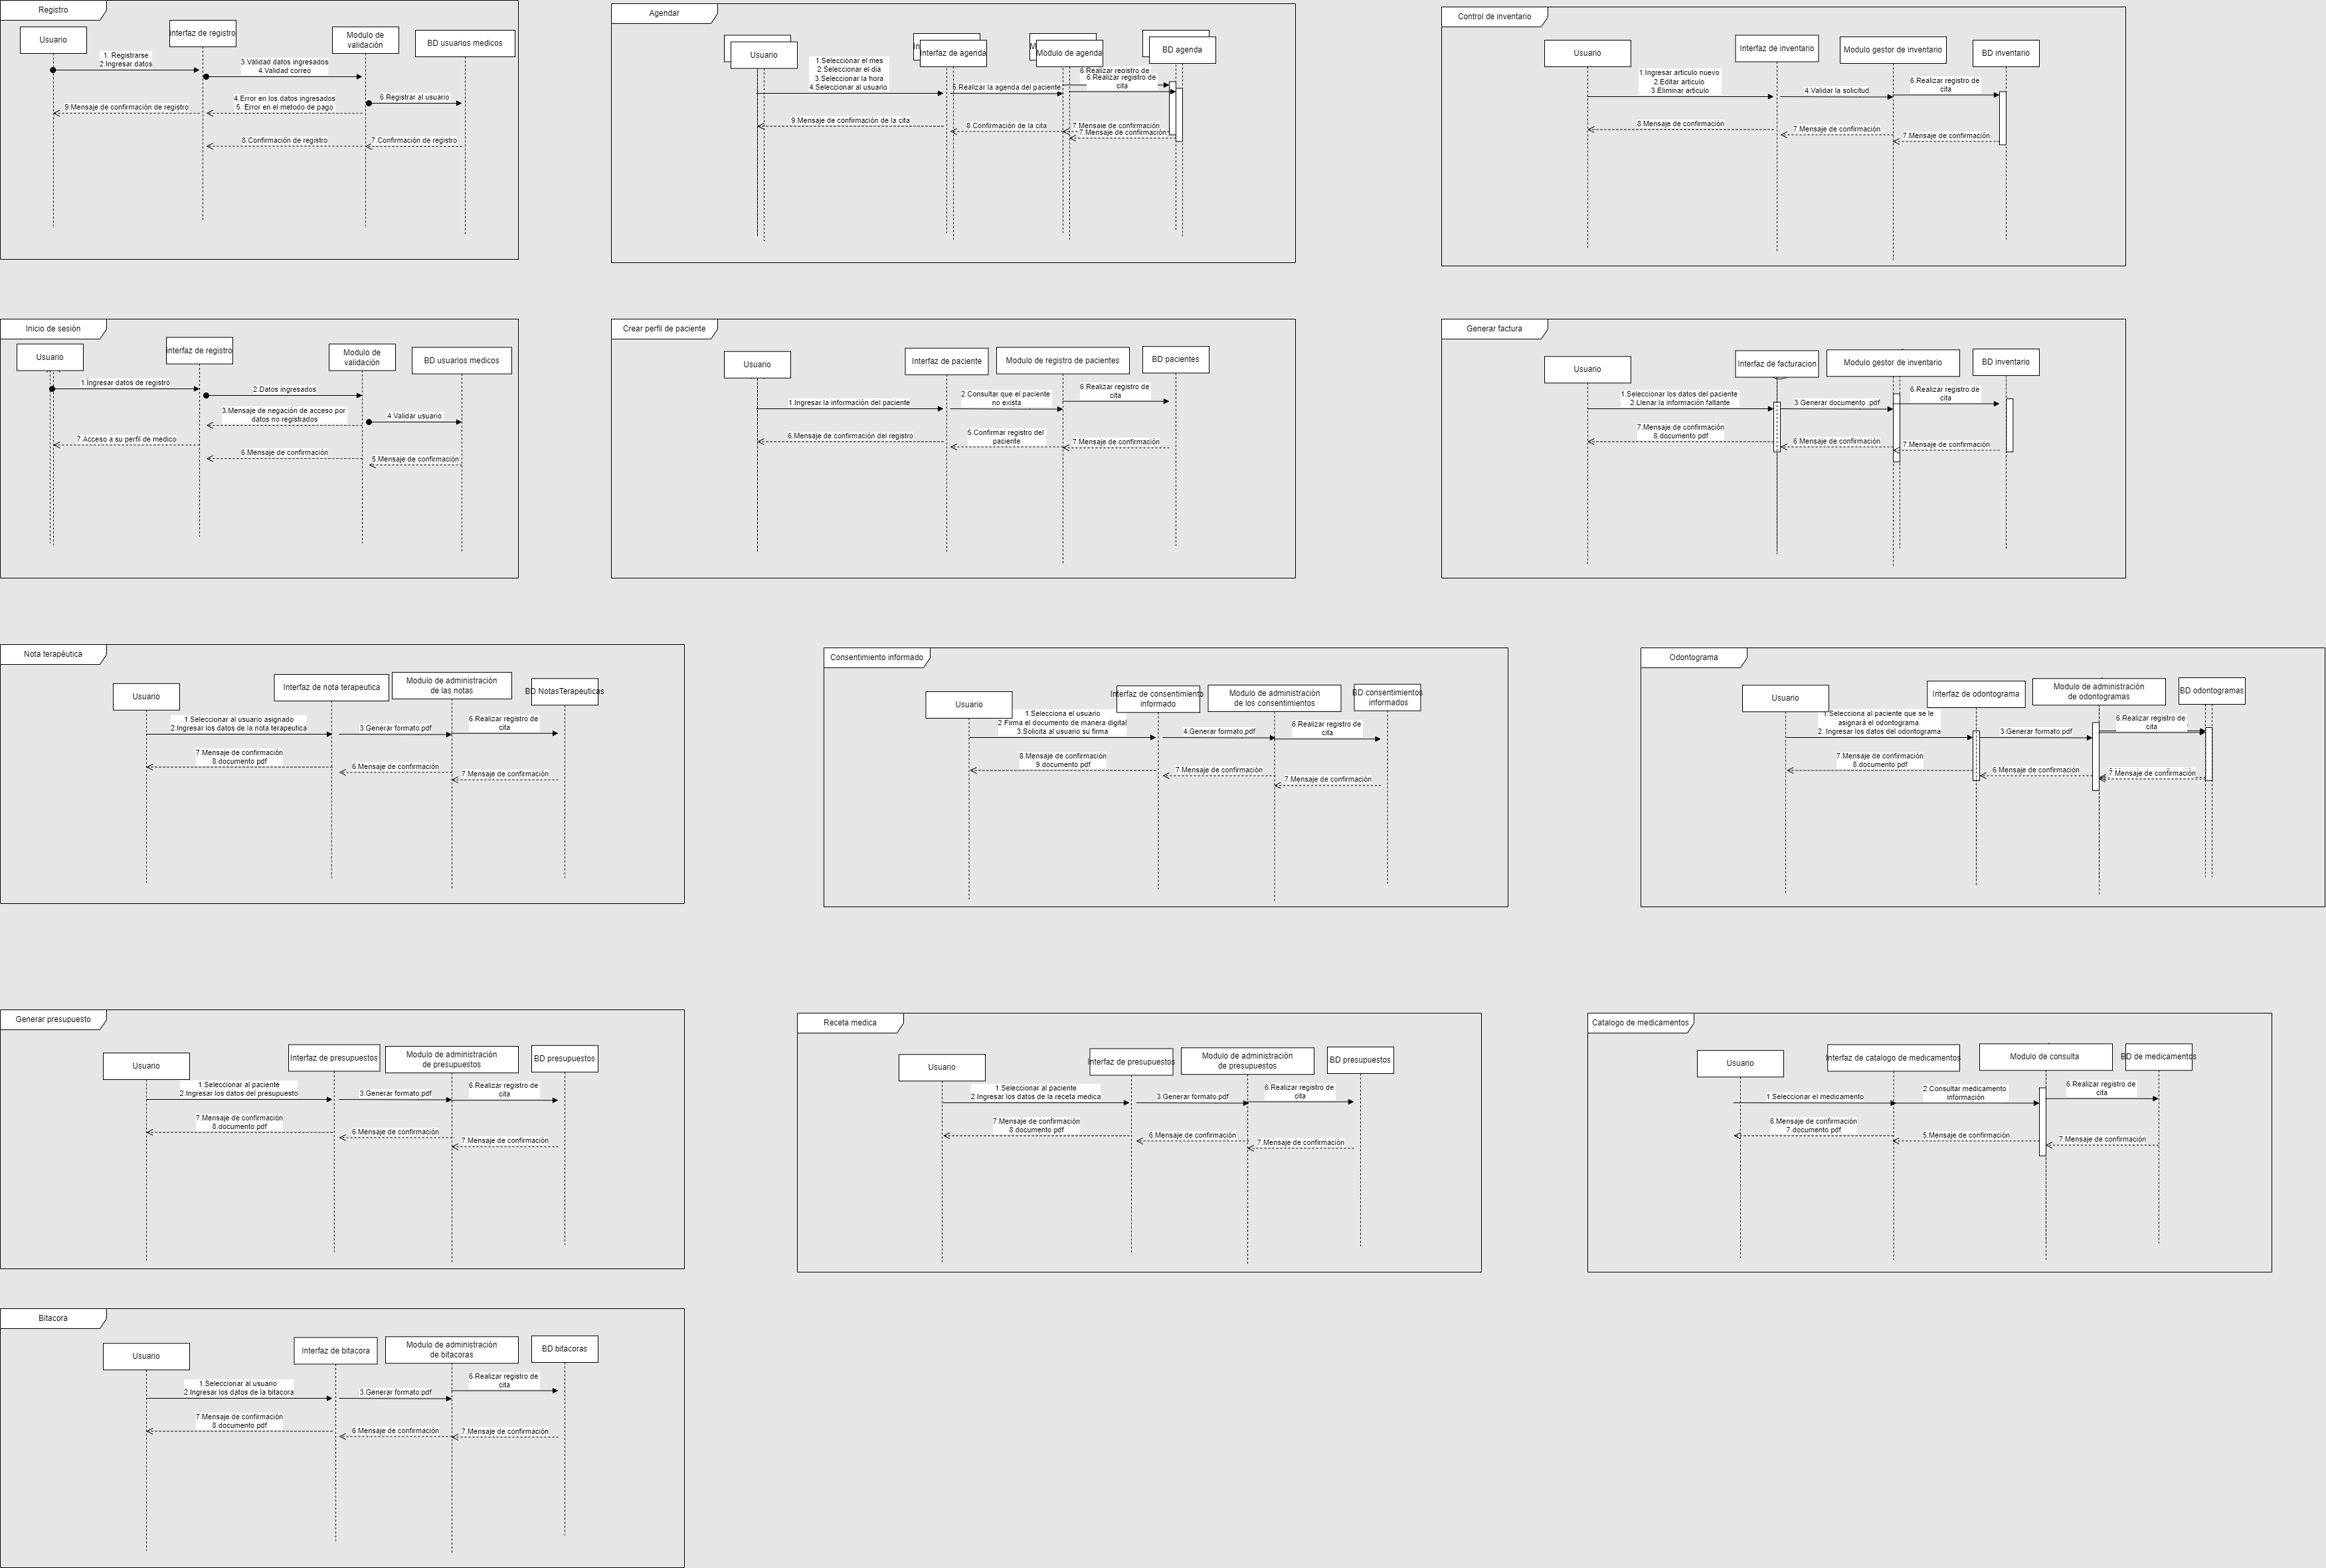 Registro
Usuario
interfaz de registro
Modulo de
validación
BD usuarios medicos
1. Registrarse
2.Ingresar datos
3.Validad datos ingresados
4.Validad correo
6.Registrar al usuario
4.Error en los datos ingresados
5. Error en el metodo de pago
9.Mensaje de confirmación de registro
8.Confirmación de registro
7.Confirmación de registro
Agendar
Usuario
In
Interfaz de agenda
M
Modulo de agenda
BD agenda
1.Seleccionar el mes
2.Seleccionar el dia
3.Seleccionar la hora
4.Seleccionar al usuario
5.Realizar la agenda del paciente
6.Realizar registro de
6.Realizar registro de
cita
9.Mensaje de confirmación de la cita
8.Confirmación de la cita
7.Mensaje de confirmación
7.Mensaje de confirmación
Control de inventario
Usuario
Interfaz de inventario
Modulo gestor de inventario
BD inventario
1.Ingresar articulo nuevo
2.Editar articulo
3.Eliminar articulo
4.Validar la solicitud
6.Realizar registro de
cita
8.Mensaje de confirmación
7.Mensaje de confirmación
7.Mensaje de confirmación
Inicio de sesión
Usuario
interfaz de registro
Modulo de
validación
BD usuarios medicos
1.Ingresar datos de registro
2.Datos ingresados
3.Mensaje de negación de acceso por
datos no registrados
4.Validar usuario
7.Acceso a su perfil de medico
6.Mensaje de confirmación
5.Mensaje de confirmación
Crear perfil de paciente
Usuario
Interfaz de paciente
Modulo de registro de pacientes
BD pacientes
1.Ingresar la información del paciente
2.Consultar que el paciente
no exista
6.Realizar registro de
cita
6.Mensaje de confirmación del registro
5.Confirmar registro del
paciente
7.Mensaje de confirmación
Generar factura
Usuario
Interfaz de facturacion
Modulo gestor de inventario
BD inventario
1.Seleccionar los datos del paciente
2.Llenar la información faltante
3.Generar documento .pdf
6.Realizar registro de
cita
7.Mensaje de confirmación
8.documento pdf
6.Mensaje de confirmación
7.Mensaje de confirmación
Nota terapéutica
Usuario
Interfaz de nota terapeutica
Modulo de administración
de las notas
BD NotasTerapeuticas
1.Seleccionar al usuario asignado
2.Ingresar los datos de la nota terapeutica
3.Generar formato.pdf
6.Realizar registro de
cita
7.Mensaje de confirmación
8.documento pdf
6.Mensaje de confirmación
7.Mensaje de confirmación
Consentimiento informado
Usuario
Interfaz de consentimiento
informado
Modulo de administración
de los consentimientos
BD consentimientos
informados
1.Selecciona el usuario
2.Firma el documento de manera digital
3.Solicita al usuario su firma
4.Generar formato.pdf
6.Realizar registro de
cita
8.Mensaje de confirmación
9.documento pdf
7.Mensaje de confirmación
7.Mensaje de confirmación
Odontograma
Usuario
Interfaz de odontograma
Modulo de administración
de odontogramas
BD odontogramas
1.Selecciona al paciente que se le
asignará el odontograma.
2. Ingresar los datos del odontograma
3.Generar formato.pdf
6.Realizar registro de
cita
7.Mensaje de confirmación
8.documento pdf
6.Mensaje de confirmación
7.Mensaje de confirmación
Generar presupuesto
Usuario
Interfaz de presupuestos
Modulo de administración
de presupuestos
BD presupuestos
1.Seleccionar al paciente
2.Ingresar los datos del presupuesto
3.Generar formato.pdf
6.Realizar registro de
cita
7.Mensaje de confirmación
8.documento pdf
6.Mensaje de confirmación
7.Mensaje de confirmación
Receta medica
Usuario
Interfaz de presupuestos
Modulo de administración
de presupuestos
BD presupuestos
1.Seleccionar al paciente
2.Ingresar los datos de la receta medica
3.Generar formato.pdf
6.Realizar registro de
cita
7.Mensaje de confirmación
8.documento pdf
6.Mensaje de confirmación
7.Mensaje de confirmación
Catalogo de medicamentos
Usuario
Interfaz de catalogo de medicamentos
Modulo de consulta
BD de medicamentos
1.Seleccionar el medicamento
2.Consultar medicamento
información
6.Realizar registro de
cita
6.Mensaje de confirmación
7.documento pdf
5.Mensaje de confirmación
7.Mensaje de confirmación
Bitacora
Usuario
Interfaz de bitacora
Modulo de administración
de bitacoras
BD bitacoras
1.Seleccionar al usuario
2.Ingresar los datos de la bitacora
3.Generar formato.pdf
6.Realizar registro de
cita
7.Mensaje de confirmación
8.documento pdf
6.Mensaje de confirmación
7.Mensaje de confirmación